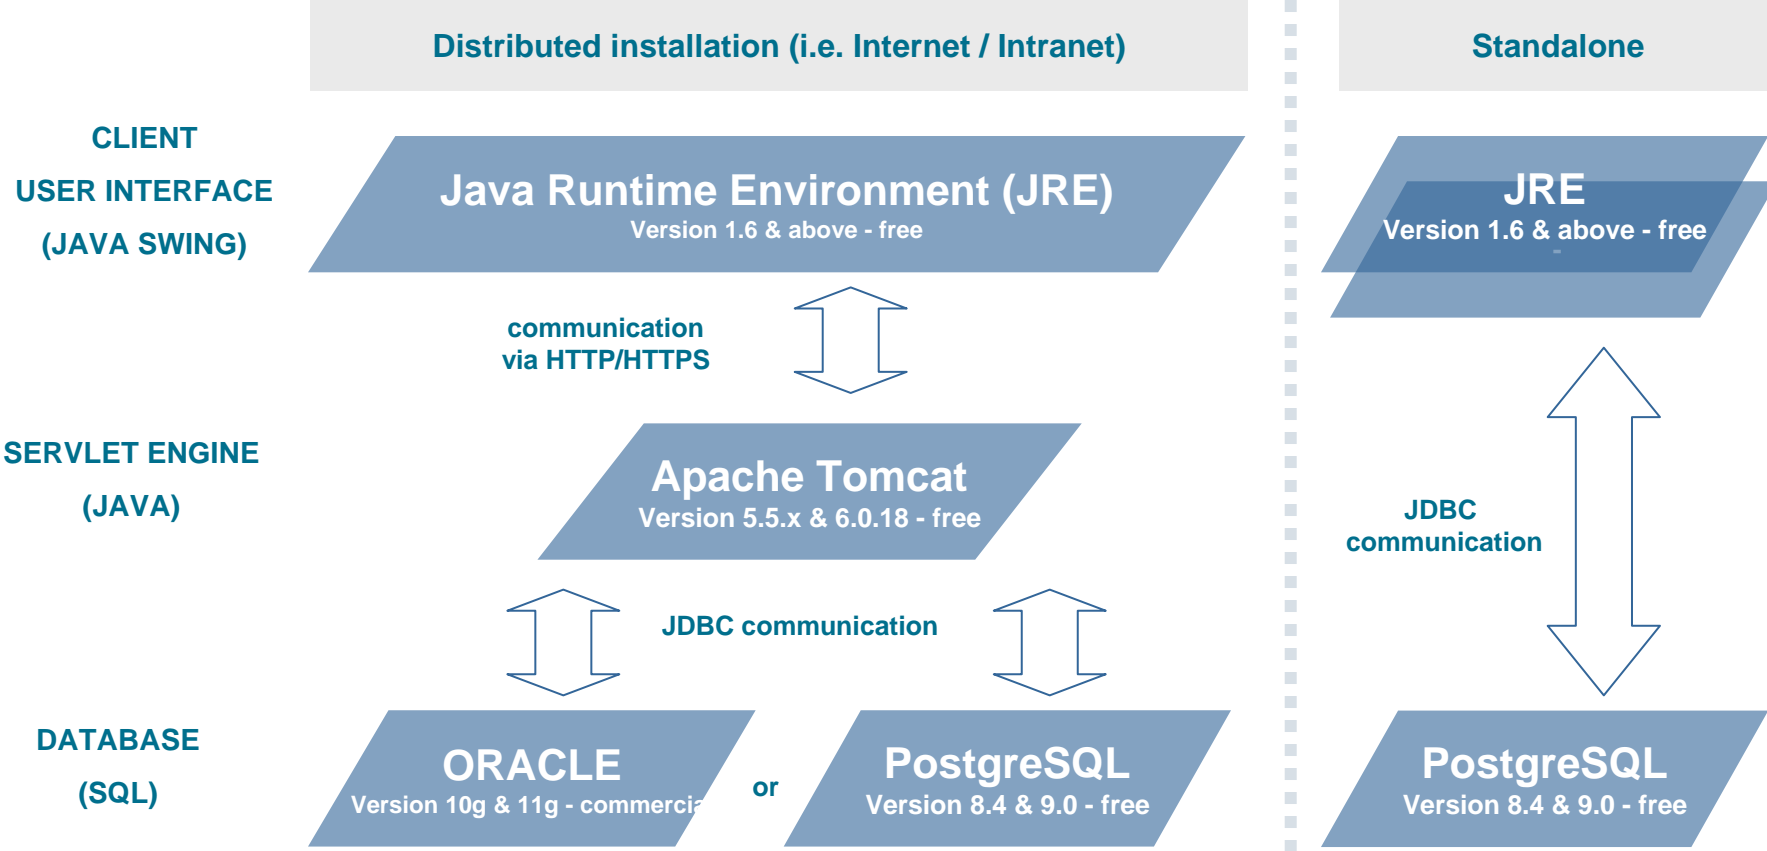 Distributed installation (i.e. Internet / Intranet)
Standalone
CLIENT
USER INTERFACE
(JAVA SWING)
Java Runtime Environment (JRE)
Version 1.6 & above - free
JRE
Version 1.6 & above - free
-
communication
via HTTP/HTTPS
SERVLET ENGINE
(JAVA)
Apache Tomcat
Version 5.5.x & 6.0.18 - free
JDBC
communication
JDBC communication
DATABASE
(SQL)
ORACLE
Version 10g & 11g - commercia
or
PostgreSQL
Version 8.4 & 9.0 - free
PostgreSQL
Version 8.4 & 9.0 - free